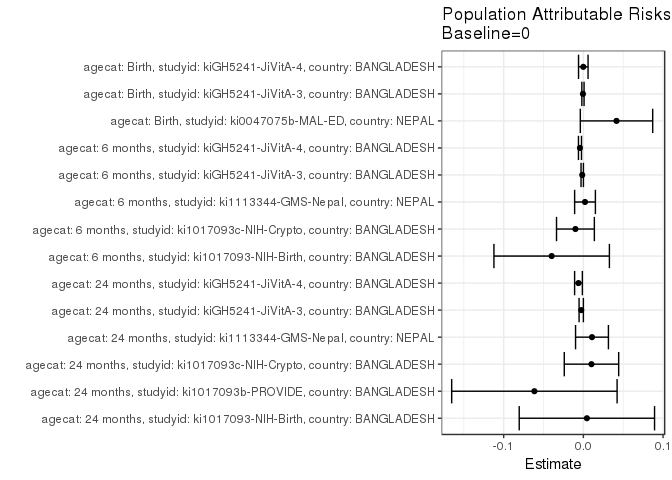 Population Attributable Risks
Baseline=0
agecat: Birth, studyid: kiGH5241-JiVitA-4, country: BANGLADESH
agecat: Birth, studyid: kiGH5241-JiVitA-3, country: BANGLADESH
agecat: Birth, studyid: ki0047075b-MAL-ED, country: NEPAL
agecat: 6 months, studyid: kiGH5241-JiVitA-4, country: BANGLADESH
agecat: 6 months, studyid: kiGH5241-JiVitA-3, country: BANGLADESH
agecat: 6 months, studyid: ki1113344-GMS-Nepal, country: NEPAL
agecat: 6 months, studyid: ki1017093c-NIH-Crypto, country: BANGLADESH
agecat: 6 months, studyid: ki1017093-NIH-Birth, country: BANGLADESH
agecat: 24 months, studyid: kiGH5241-JiVitA-4, country: BANGLADESH
agecat: 24 months, studyid: kiGH5241-JiVitA-3, country: BANGLADESH
agecat: 24 months, studyid: ki1113344-GMS-Nepal, country: NEPAL
agecat: 24 months, studyid: ki1017093c-NIH-Crypto, country: BANGLADESH
agecat: 24 months, studyid: ki1017093b-PROVIDE, country: BANGLADESH
agecat: 24 months, studyid: ki1017093-NIH-Birth, country: BANGLADESH
-0.1 0.0 0.1
Estimate